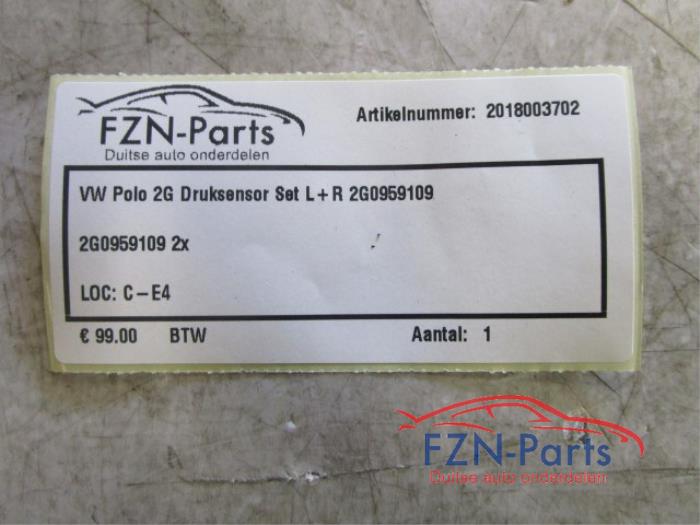 FZN-Parts
Duitse auto onderdelen
Artikelnummer: 2018003702
VW Polo 2G Druksensor Set L+R 2G0959109
2G0959109 2x
LOC: C-E4
€ 99.00 BTW Aantal: 1
FZN-Parts
Duitse auto onderdelen